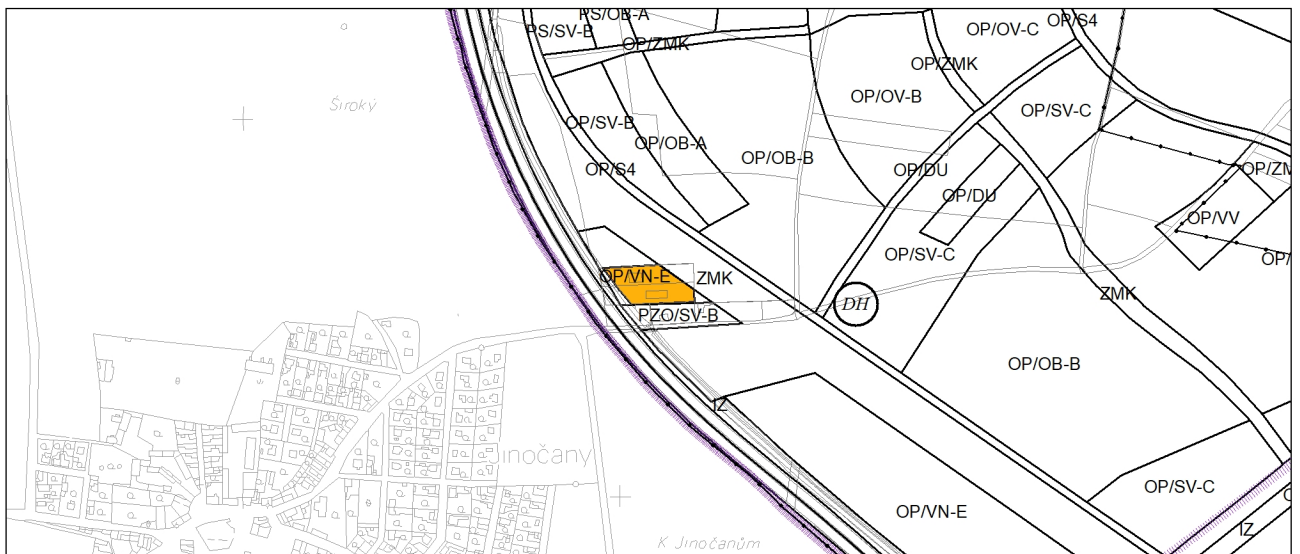 PS/OB-A
PS/SV-B
OP/ZMK
OP/OV-C
OP/S4
OP/ZMK
OP/OV-B
Široký
OP/SV-C
OP/SV-B
OP/OB-A
OP/OB-B
OP/S4
OP/DU
OP/DU
OP/VV
OP/SV-C
OP/VN-E
ZMK
ZMK
DH
PZO/SV-B
OP/OB-B
IZ
Jinočany
OP/SV-C
OP/VN-E
IZ
K Jinočanům